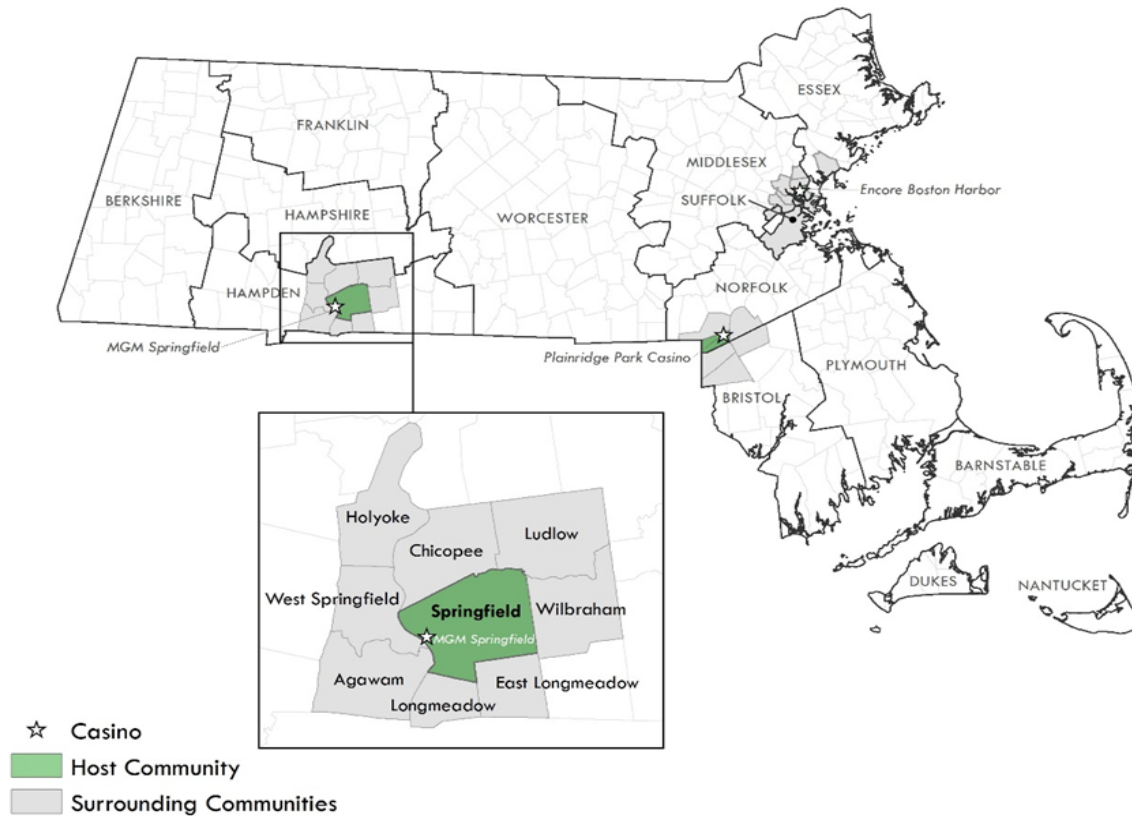 ESSEX
FRANKLIN
MIDDLESEX
Encore Boston Harbor
BERKSHIRE
SUFFOLK
HAMPSHIRE
WORCESTER
NORFOLK
HAMPDEN
MGM Springfield
Plainridge Park Casino
PLYMOUTH
BRISTOL
BARNSTABLE
DUKES
NANTUCKET
Holyoke
Chicopee
Ludlow
West Springfield
Springfield
Wilbraham
MGM Springfield
Agawam
East Longmeadow
Longmeadow
Casino
Host Community
Surrounding Communities